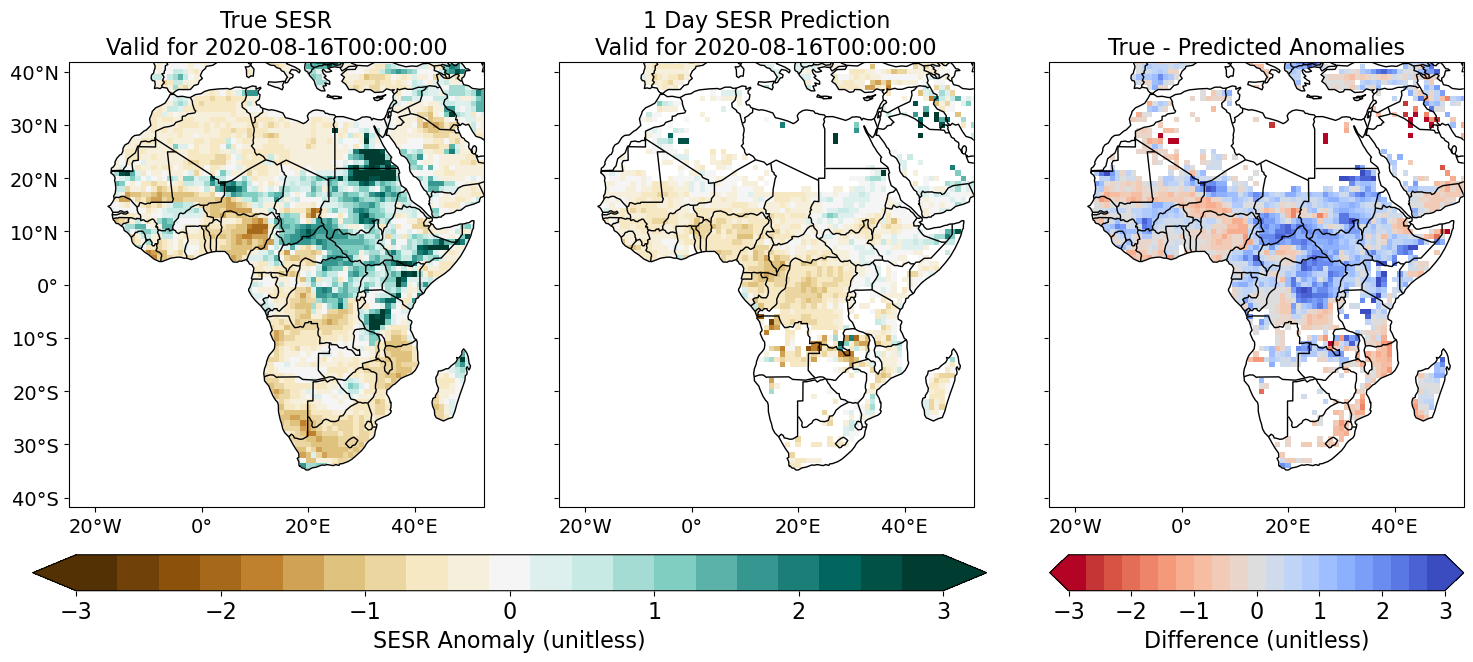 True SESR
Valid for 2020-08-16T00:00:00
1 Day SESR Prediction
Valid for 2020-08-16T00:00:00
True - Predicted Anomalies
40°N
30°N
20°N
10°N
0°
10°S
20°S
30°S
40°S
20°W 0° 20°E 40°E
20°W 0° 20°E 40°E
20°W 0° 20°E 40°E
−3 −2 −1 0 1 2 3
SESR Anomaly (unitless)
−3 −2 −1 0 1 2 3
Difference (unitless)